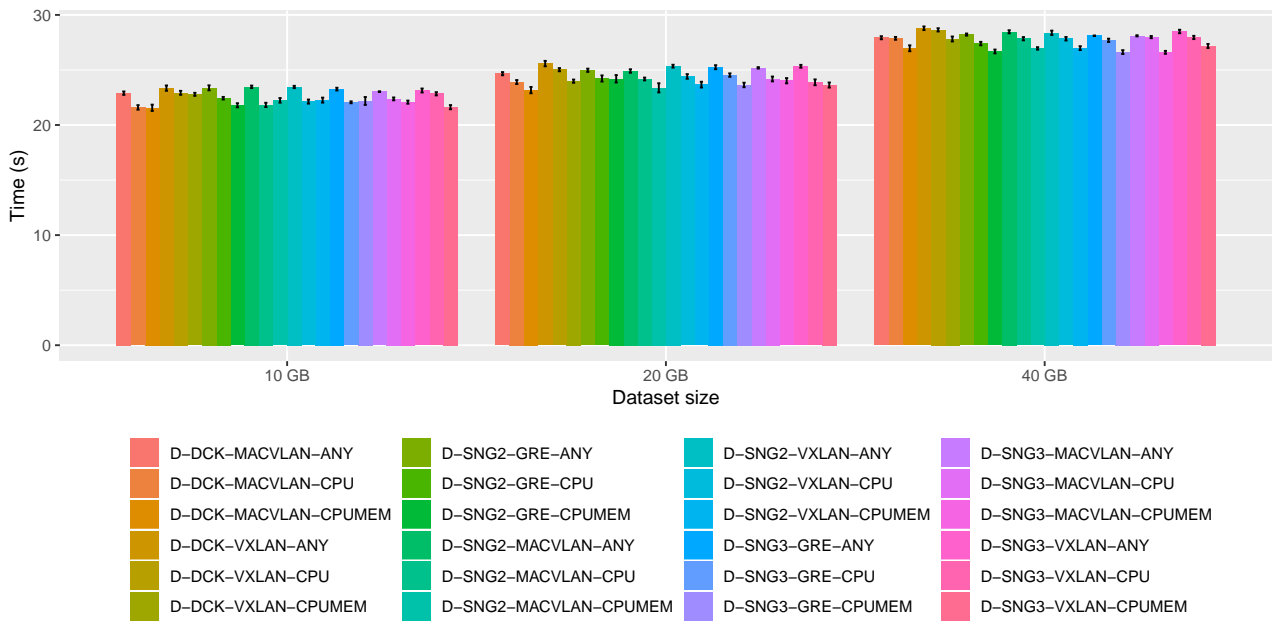 30
20
10
0
Time (s)
10 GB
20 GB
40 GB
Dataset size
D−DCK−MACVLAN−ANY
D−DCK−MACVLAN−CPU
D−DCK−MACVLAN−CPUMEM
D−DCK−VXLAN−ANY
D−DCK−VXLAN−CPU
D−DCK−VXLAN−CPUMEM
D−SNG2−GRE−ANY
D−SNG2−GRE−CPU
D−SNG2−GRE−CPUMEM
D−SNG2−MACVLAN−ANY
D−SNG2−MACVLAN−CPU
D−SNG2−MACVLAN−CPUMEM
D−SNG2−VXLAN−ANY
D−SNG2−VXLAN−CPU
D−SNG2−VXLAN−CPUMEM
D−SNG3−GRE−ANY
D−SNG3−GRE−CPU
D−SNG3−GRE−CPUMEM
D−SNG3−MACVLAN−ANY
D−SNG3−MACVLAN−CPU
D−SNG3−MACVLAN−CPUMEM
D−SNG3−VXLAN−ANY
D−SNG3−VXLAN−CPU
D−SNG3−VXLAN−CPUMEM